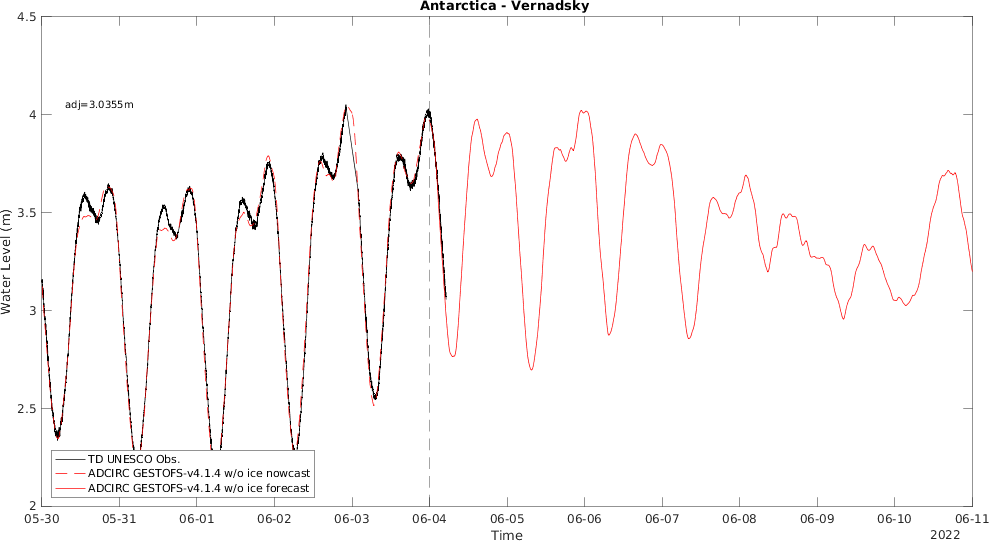 Antarctica - Vernadsky
4.5
4
3.5
3
2.5
2
Water Level (m)
adj=3.0355m
TD UNESCO Obs.
ADCIRC GESTOFS-v4.1.4 w/o ice nowcast
ADCIRC GESTOFS-v4.1.4 w/o ice forecast
05-30 05-31 06-01 06-02 06-03 06-04 06-05 06-06 06-07 06-08 06-09 06-10 06-11
Time
2022